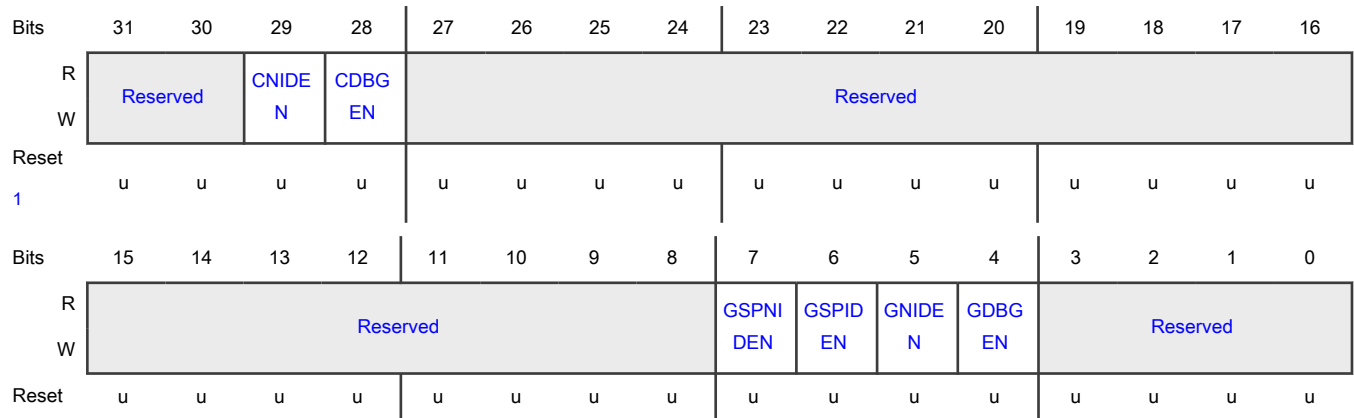 Bits 31 30 29 28 27 26 25 24 23 22 21 20 19 18 17 16
R
W
Reserved CNIDE CDBG Reserved
N EN
Reset
1
u u u u u u u u u u u u u u u u
Bits 15 14 13 12 11 10 9 8 7 6 5 4 3 2 1 0
R
W
Reserved GSPNI GSPID GNIDE GDBG Reserved
DEN EN N EN
Reset u u u u u u u u u u u u u u u u